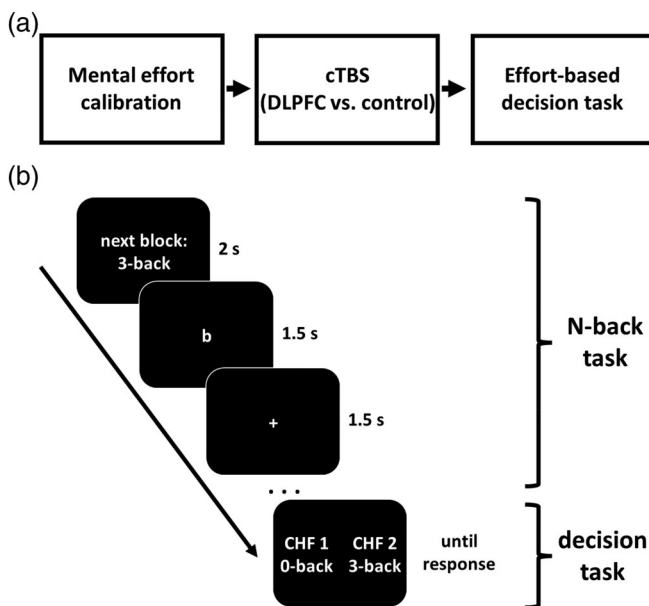 (a)
Mental effort
calibration
cTBS
(DLPFC vs. control)
Effort-based
decision task
(b)
next block:
3-back
2 s
b
1.5 s
+
1.5 s
...
N-back
task
CHF 1 CHF 2
0-back 3-back
until
response
decision
task